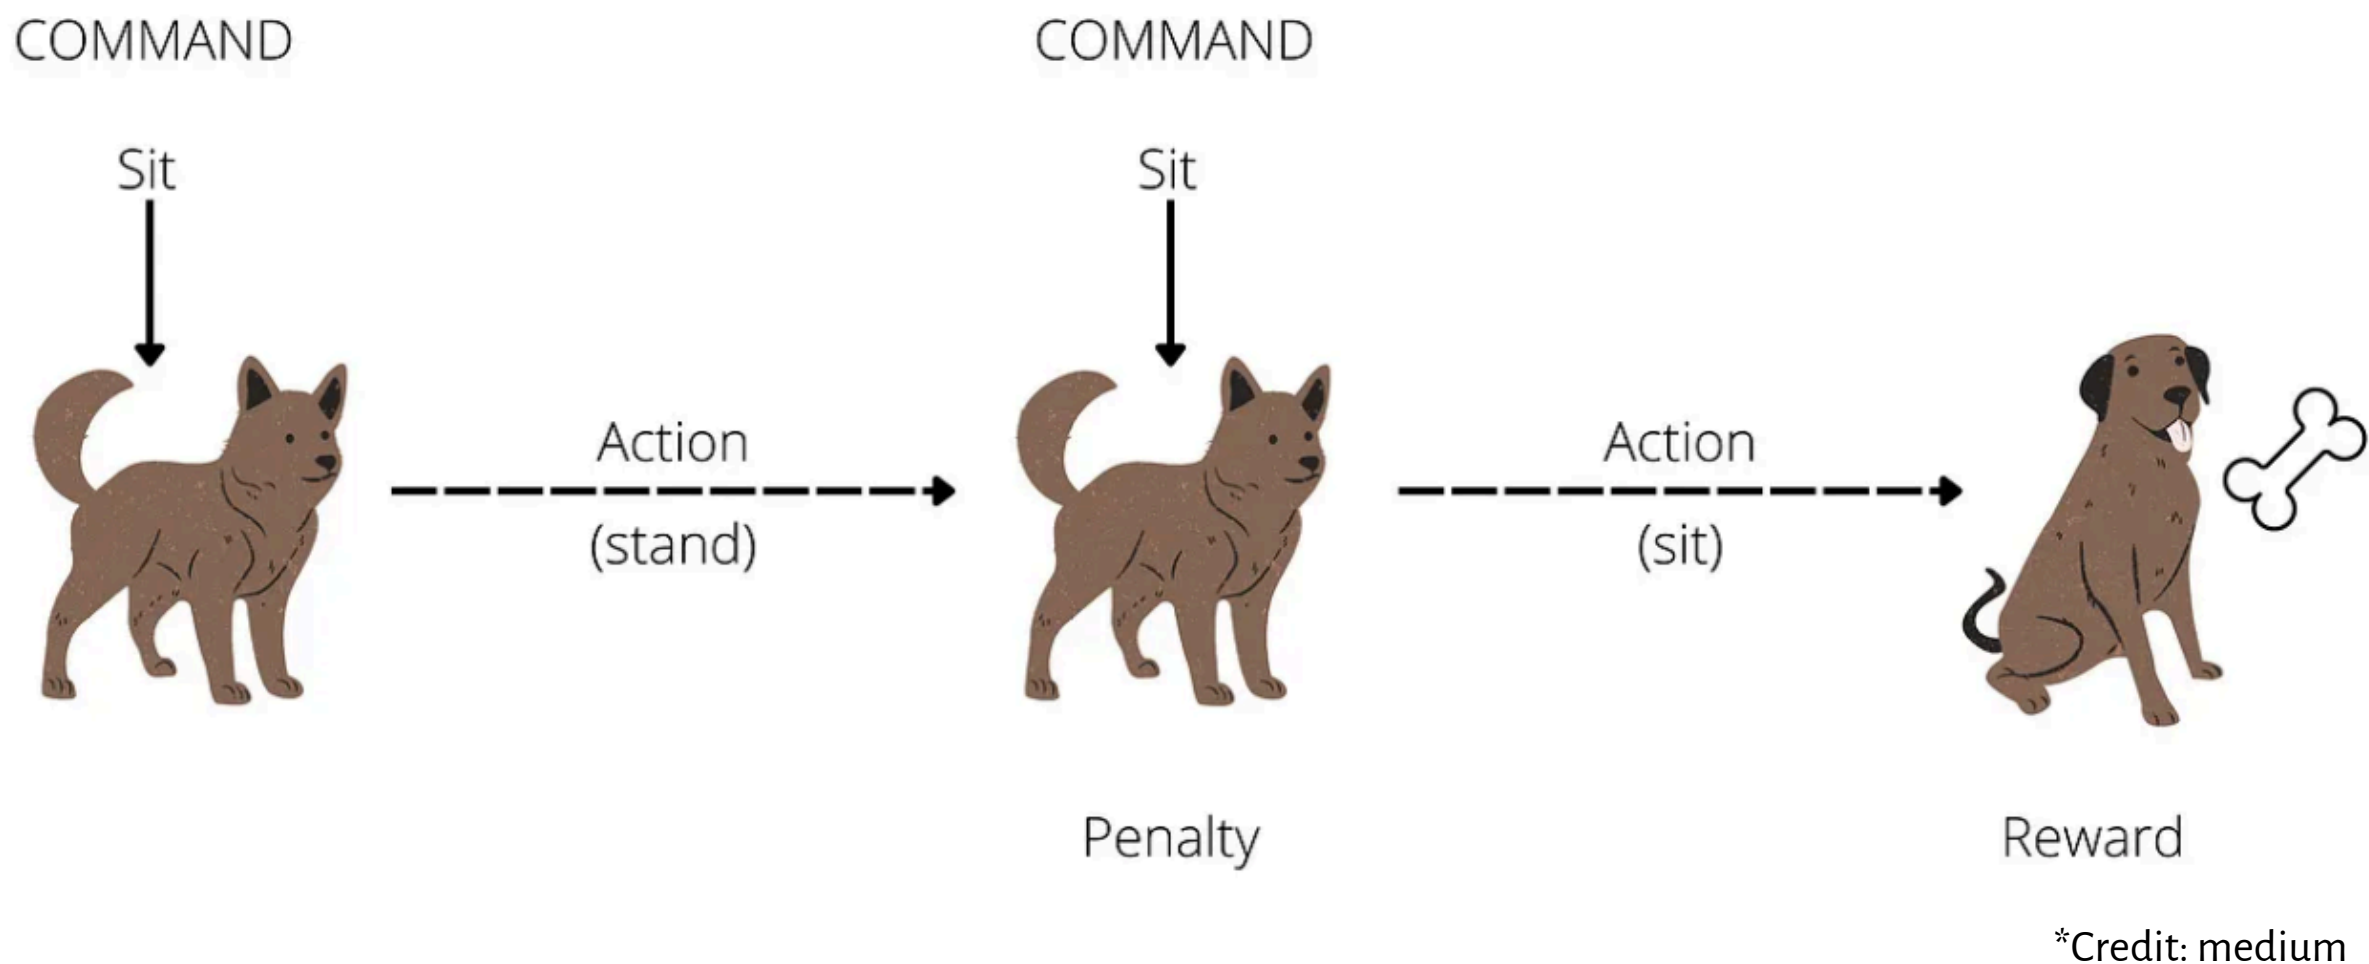 COMMAND
COMMAND
Sit
Sit
Action
(stand)
Action
(sit)
Penalty
Reward
*Credit: medium